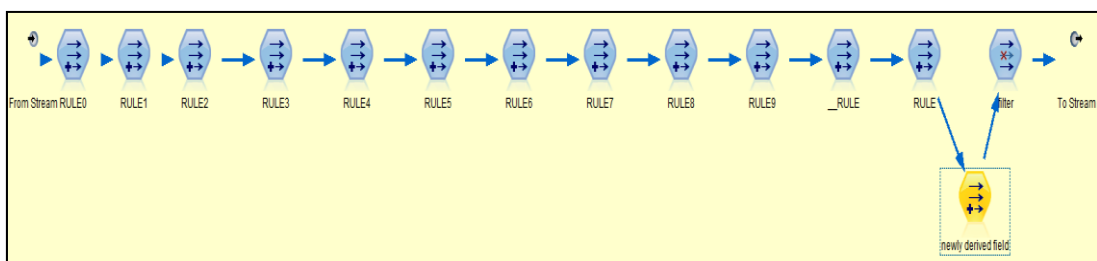 From Stream RULE0 RULE1 RULE2 RULE3 RULE4 RULE5 RULE6 RULE7 RULE8 RULE9 __RULE RULE filter To Stream
newly derived field